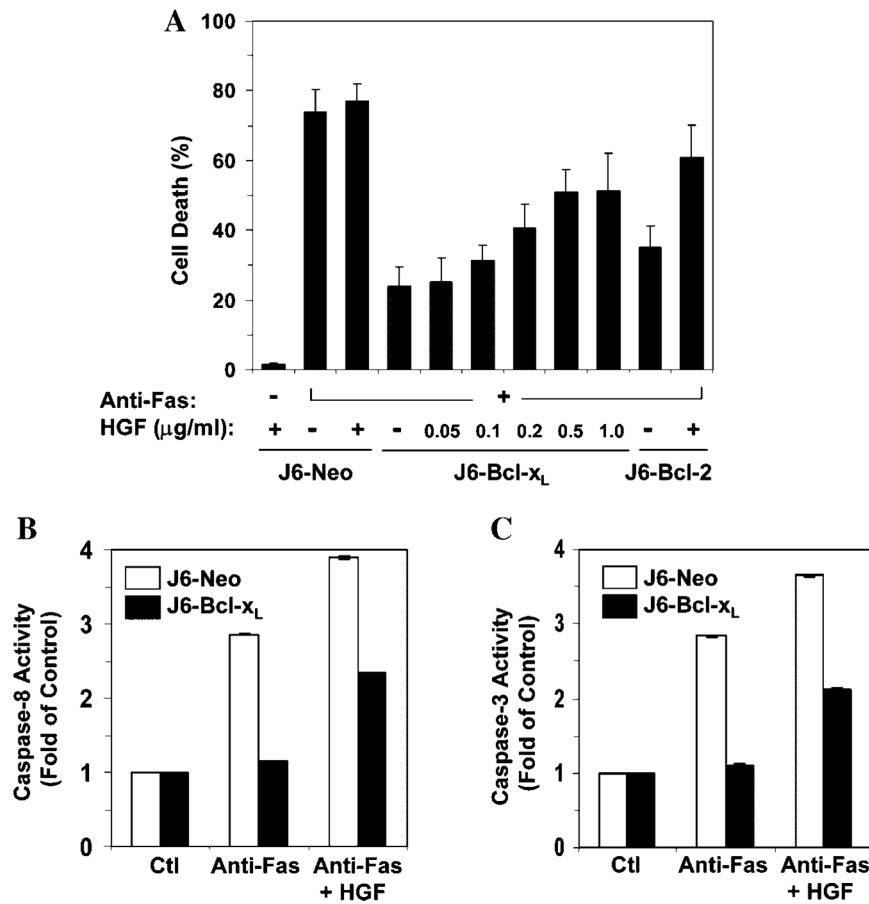 A
100
80
60
40
20
0
Cell Death (%)
Anti-Fas: - +
HGF (μg/ml): + - + - 0.05 0.1 0.2 0.5 1.0 - +
J6-Neo J6-Bcl-xL J6-Bcl-2
B
4
3
2
1
0
Caspase-8 Activity
(Fold of Control)
J6-Neo
J6-Bcl-xL
Ctl Anti-Fas Anti-Fas
+ HGF
C
4
3
2
1
0
Caspase-3 Activity
(Fold of Control)
J6-Neo
J6-Bcl-xL
Ctl Anti-Fas Anti-Fas
+ HGF